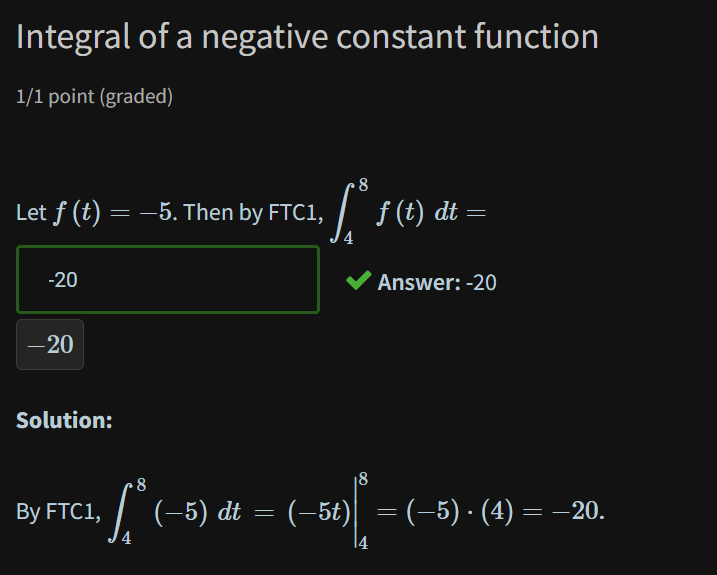 Integral of a negative constant function
1/1 point (graded)
Let f (t) = −5. Then by FTC1, ∫₄⁸ f (t) dt =
-20
✔ Answer: -20
−20
Solution:
By FTC1, ∫₄⁸ (−5) dt = (−5t)|₄⁸ = (−5) · (4) = −20.